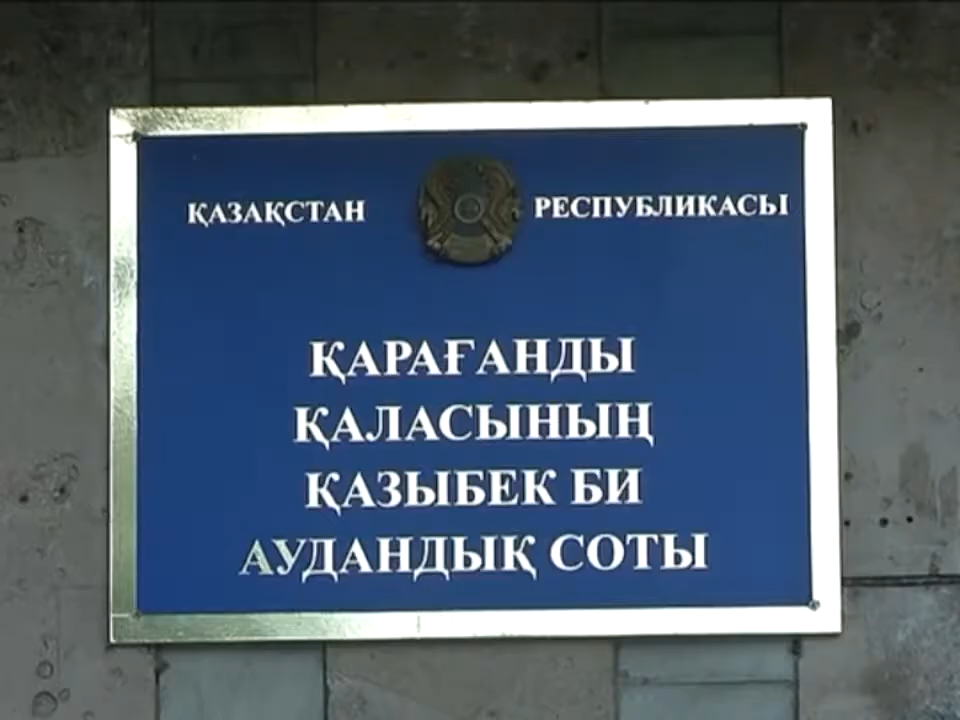 ҚАЗАҚСТАН РЕСПУБЛИКАСЫ
ҚАРАҒАНДЫ
ҚАЛАСЫНЫҢ
ҚАЗЫБЕК БИ
АУДАНДЫҚ СОТЫ